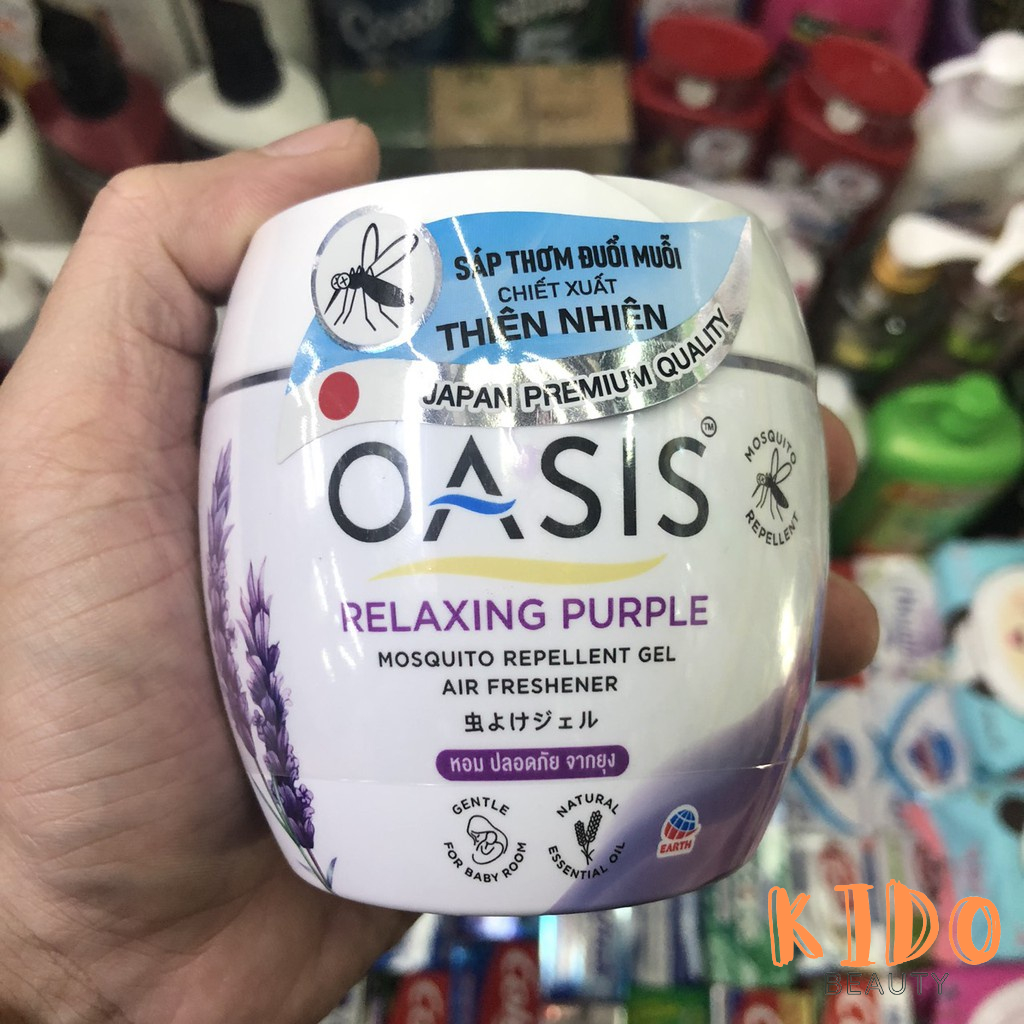 SÁP THƠM ĐUỔI MUỖI
CHIẾT XUẤT
THIÊN NHIÊN
JAPAN PREMIUM QUALITY
OASIS™
MOSQUITO
REPELLENT
RELAXING PURPLE
MOSQUITO REPELLENT GEL
AIR FRESHENER
虫よけジェル
หอม ปลอดภัย จากยุง
GENTLE
FOR BABY ROOM
NATURAL
ESSENTIAL OIL
EARTH
KIDO
BEAUTY